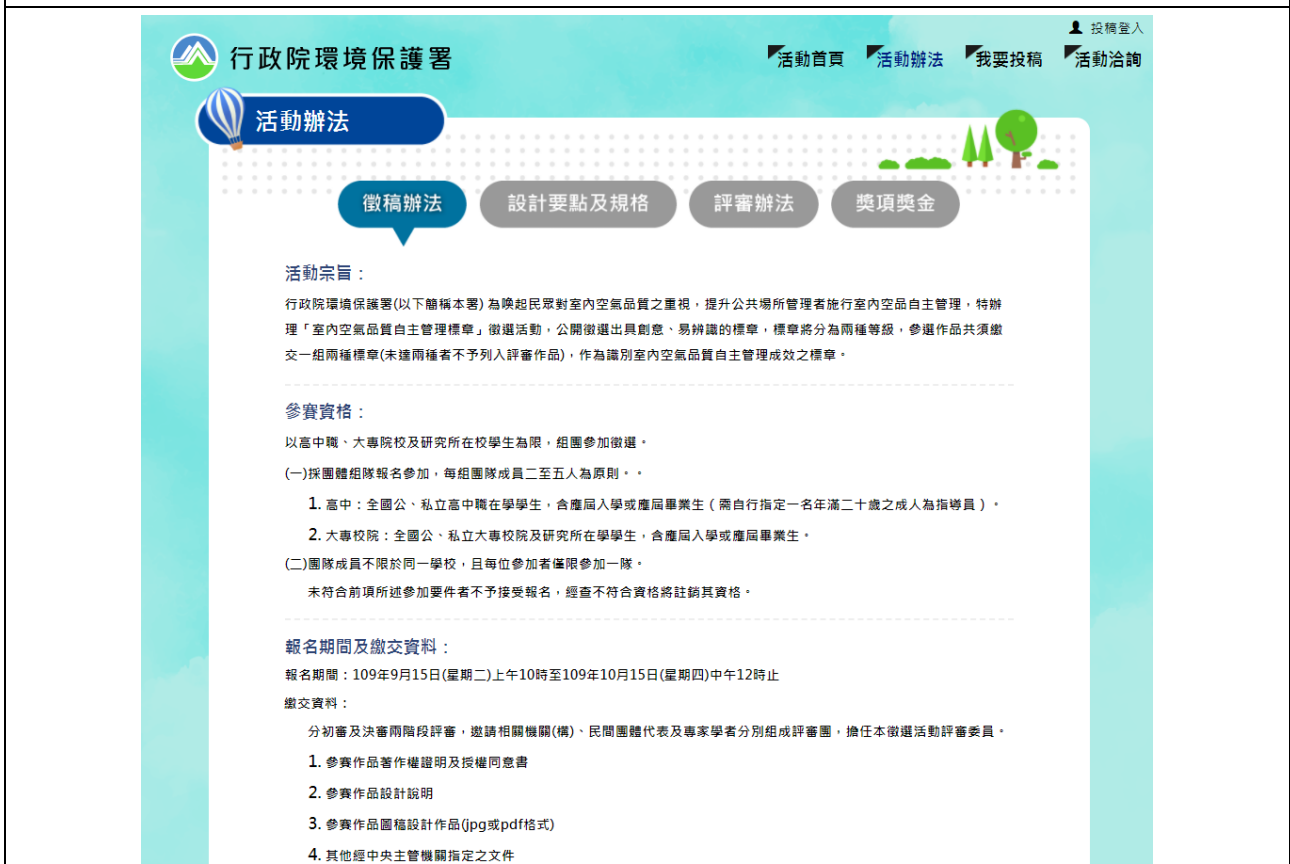 投稿登入
行政院環境保護署
活動首頁 活動辦法 我要投稿 活動洽詢
活動辦法
徵稿辦法 設計要點及規格 評審辦法 獎項獎金
活動宗旨：
行政院環境保護署(以下簡稱本署) 為喚起民眾對室內空氣品質之重視，提升公共場所管理者施行室內空品自主管理，特辦
理「室內空氣品質自主管理標章」徵選活動，公開徵選出具創意、易辨識的標章，標章將分為兩種等級，參選作品共須繳
交一組兩種標章(未達兩種者不予列入評審作品)，作為識別室內空氣品質自主管理成效之標章。
參賽資格：
以高中職、大專院校及研究所在校學生為限，組團參加徵選。
(一)採團體組隊報名參加，每組團隊成員二至五人為原則。。
1. 高中：全國公、私立高中職在學學生，含應屆入學或應屆畢業生（需自行指定一名年滿二十歲之成人為指導員）。
2. 大專校院：全國公、私立大專校院及研究所在學學生，含應屆入學或應屆畢業生。
(二)團隊成員不限於同一學校，且每位參加者僅限參加一隊。
未符合前項所述參加要件者不予接受報名，經查不符合資格將註銷其資格。
報名期間及繳交資料：
報名期間：109年9月15日(星期二)上午10時至109年10月15日(星期四)中午12時止
繳交資料：
分初審及決審兩階段評審，邀請相關機關(構)、民間團體代表及專家學者分別組成評審團，擔任本徵選活動評審委員。
1. 參賽作品著作權證明及授權同意書
2. 參賽作品設計說明
3. 參賽作品圖稿設計作品(jpg或pdf格式)
4. 其他經中央主管機關指定之文件